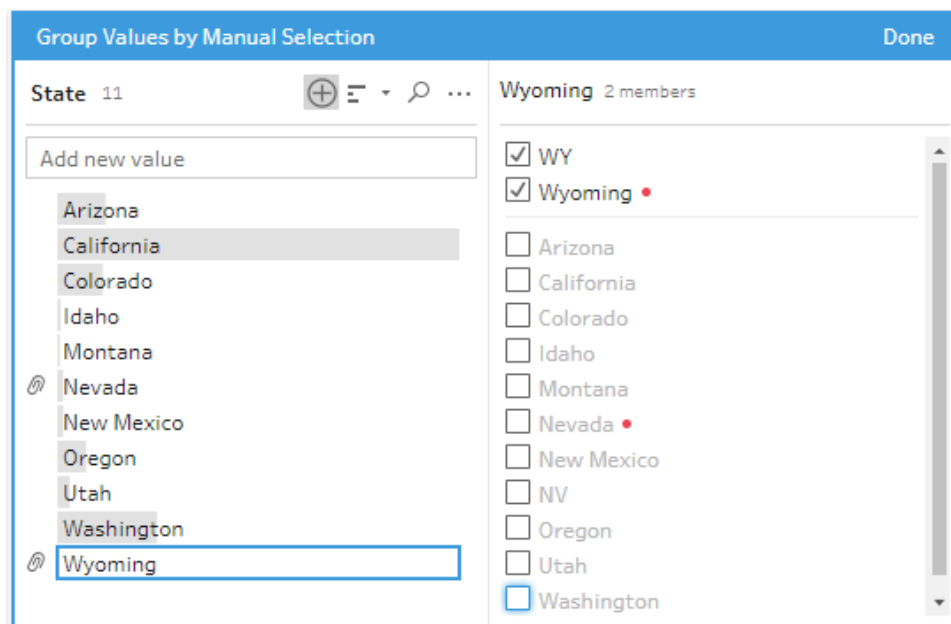 Group Values by Manual Selection Done
State 11
Add new value
Arizona
California
Colorado
Idaho
Montana
Nevada
New Mexico
Oregon
Utah
Washington
Wyoming
Wyoming 2 members
WY
Wyoming
Arizona
California
Colorado
Idaho
Montana
Nevada
New Mexico
NV
Oregon
Utah
Washington